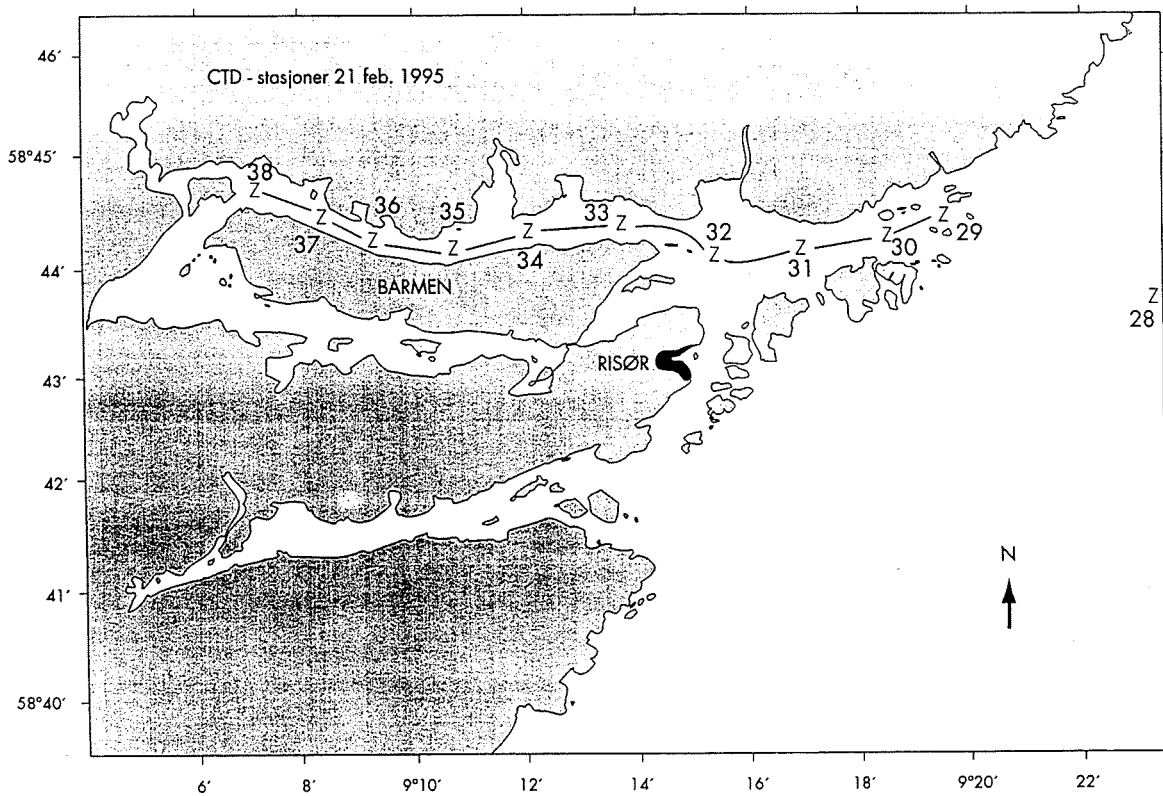 46′
CTD - stasjoner 21 feb. 1995
58°45′
38
36
35
33
32
37
34
31
30
29
44′
BARMEN
Z
28
43′
RISØR
42′
N
41′
58°40′
6′ 8′ 9°10′ 12′ 14′ 16′ 18′ 9°20′ 22′
Z Z Z Z Z Z Z Z Z Z